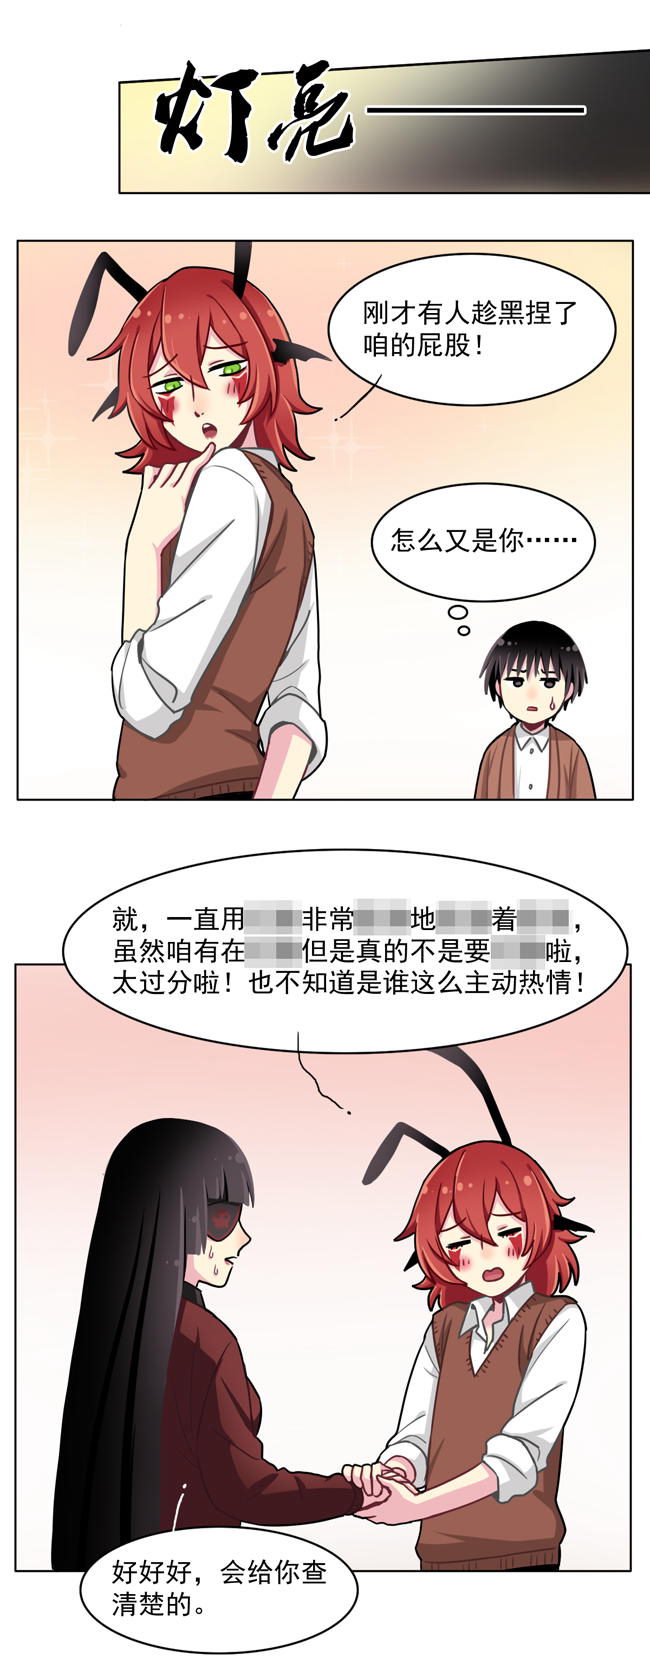 灯亮——
刚才有人趁黑捏了
咱的屁股！
怎么又是你……
就，一直用非常地着，
虽然咱有在但是真的不是要啦，
太过分啦！也不知道是谁这么主动热情！
好好好，会给你查
清楚的。